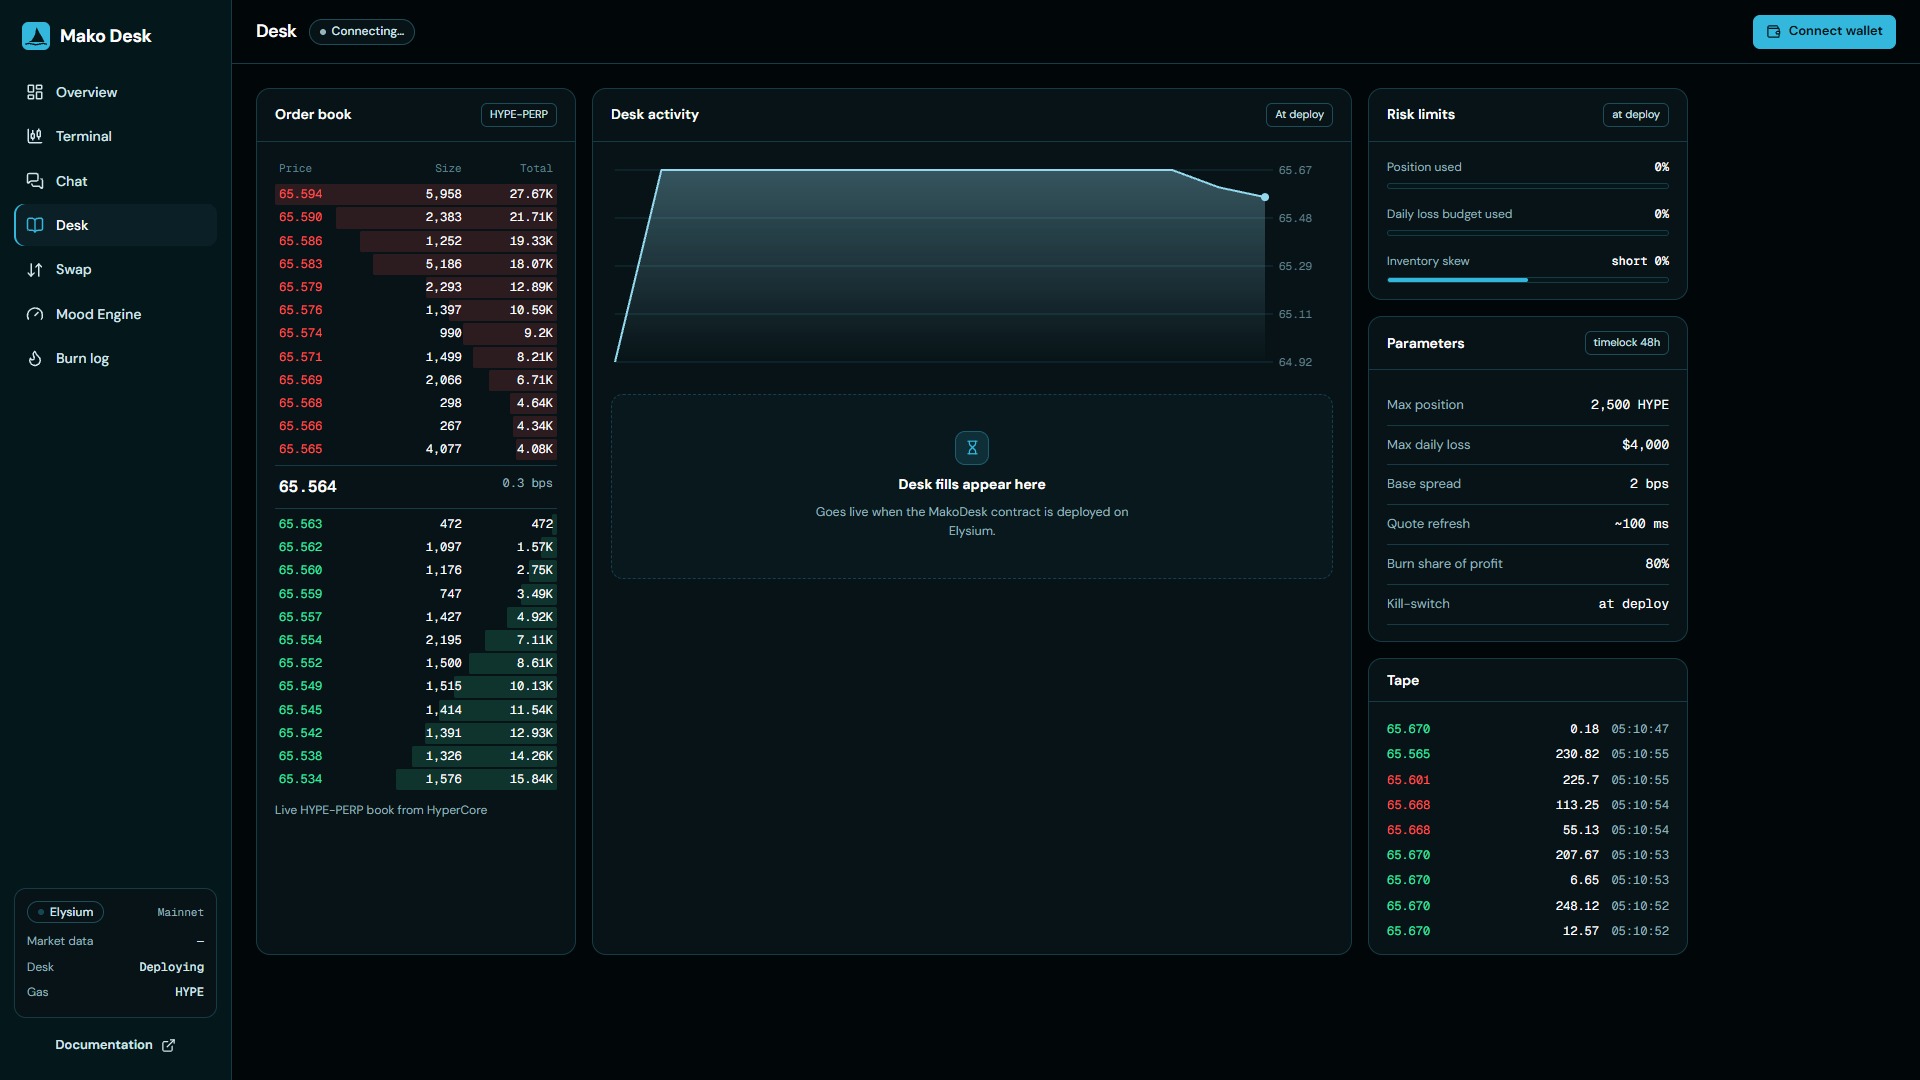 Mako Desk
Overview
Terminal
Chat
Desk
Swap
Mood Engine
Burn log
Elysium Mainnet
Market data –
Desk Deploying
Gas HYPE
Documentation
Desk Connecting...
Connect wallet
Order book HYPE-PERP
Price Size Total
65.594 5,958 27.67K
65.590 2,383 21.71K
65.586 1,252 19.33K
65.583 5,186 18.07K
65.579 2,293 12.89K
65.576 1,397 10.59K
65.574 990 9.2K
65.571 1,499 8.21K
65.569 2,066 6.71K
65.568 298 4.64K
65.566 267 4.34K
65.565 4,077 4.08K
65.564 0.3 bps
65.563 472 472
65.562 1,097 1.57K
65.560 1,176 2.75K
65.559 747 3.49K
65.557 1,427 4.92K
65.554 2,195 7.11K
65.552 1,500 8.61K
65.549 1,515 10.13K
65.545 1,414 11.54K
65.542 1,391 12.93K
65.538 1,326 14.26K
65.534 1,576 15.84K
Live HYPE-PERP book from HyperCore
Desk activity At deploy
65.67
65.48
65.29
65.11
64.92
Desk fills appear here
Goes live when the MakoDesk contract is deployed on
Elysium.
Risk limits at deploy
Position used 0%
Daily loss budget used 0%
Inventory skew short 0%
Parameters timelock 48h
Max position 2,500 HYPE
Max daily loss $4,000
Base spread 2 bps
Quote refresh ~100 ms
Burn share of profit 80%
Kill-switch at deploy
Tape
65.670 0.18 05:10:47
65.565 230.82 05:10:55
65.601 225.7 05:10:55
65.668 113.25 05:10:54
65.668 55.13 05:10:54
65.670 207.67 05:10:53
65.670 6.65 05:10:53
65.670 248.12 05:10:52
65.670 12.57 05:10:52